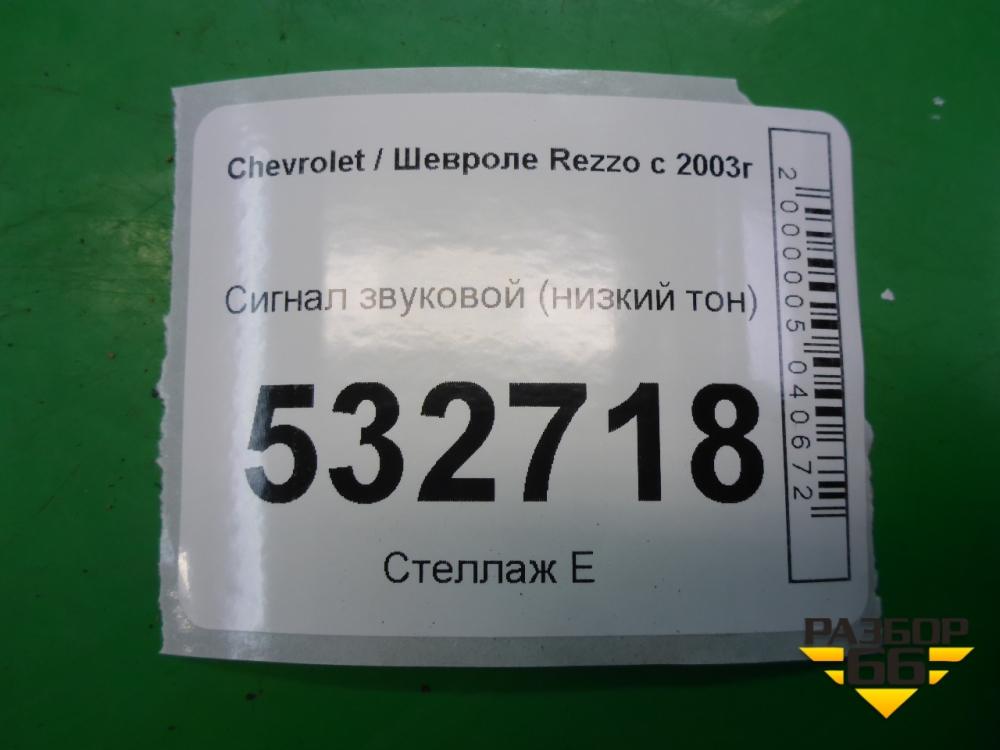 Chevrolet / Шевроле Rezzo с 2003г
Сигнал звуковой (низкий тон)
532718
Стеллаж Е
2000005040672
РАЗБОР
66